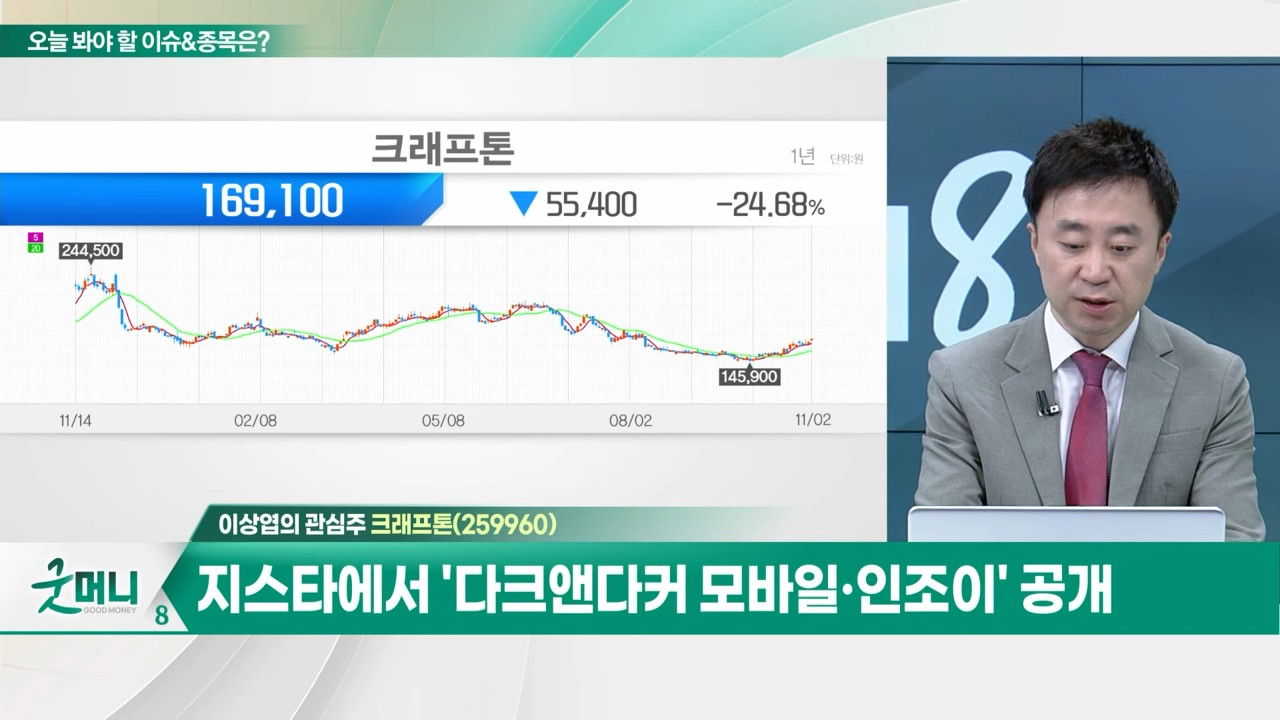 오늘 봐야 할 이슈&종목은?
크래프톤
1년 단위:원
169,100 ▼ 55,400 -24.68%
5
20
244,500
145,900
11/14 02/08 05/08 08/02 11/02
8
이상엽의 관심주 크래프톤(259960)
지스타에서 '다크앤다커 모바일·인조이' 공개
굿머니
GOOD MONEY
8